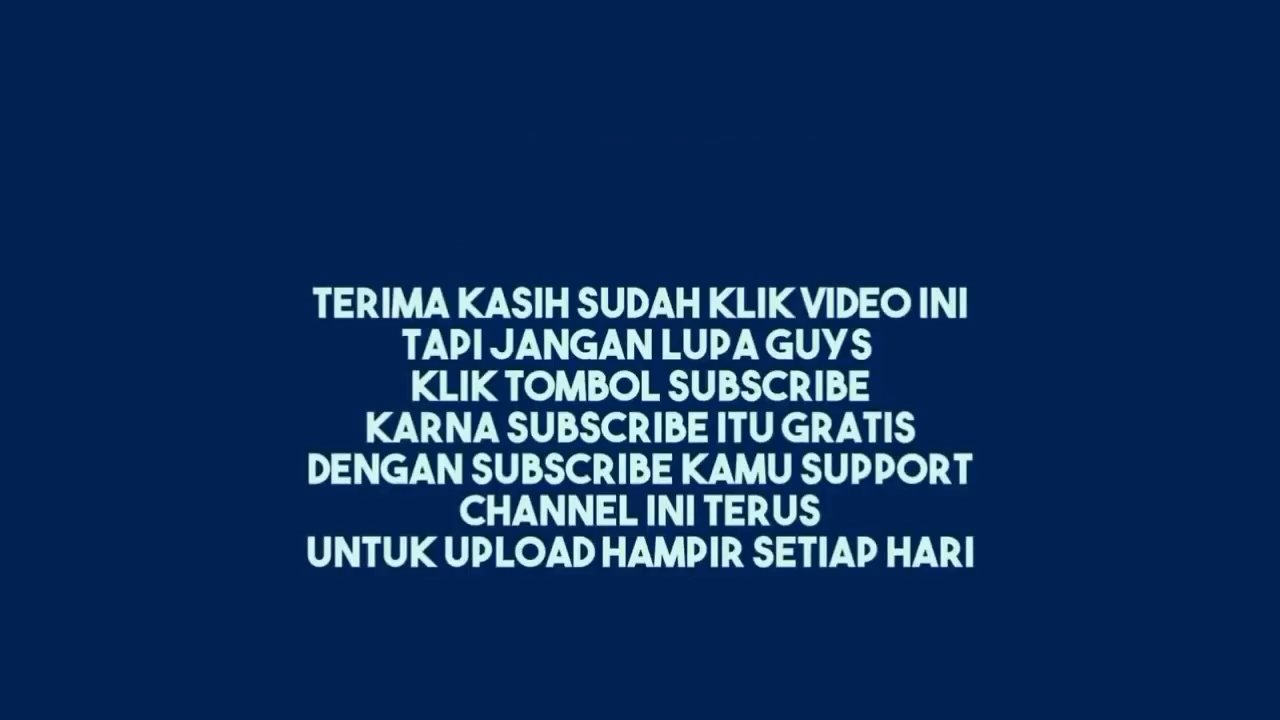 TERIMA KASIH SUDAH KLIK VIDEO INI
TAPI JANGAN LUPA GUYS
KLIK TOMBOL SUBSCRIBE
KARNA SUBSCRIBE ITU GRATIS
DENGAN SUBSCRIBE KAMU SUPPORT
CHANNEL INI TERUS
UNTUK UPLOAD HAMPIR SETIAP HARI